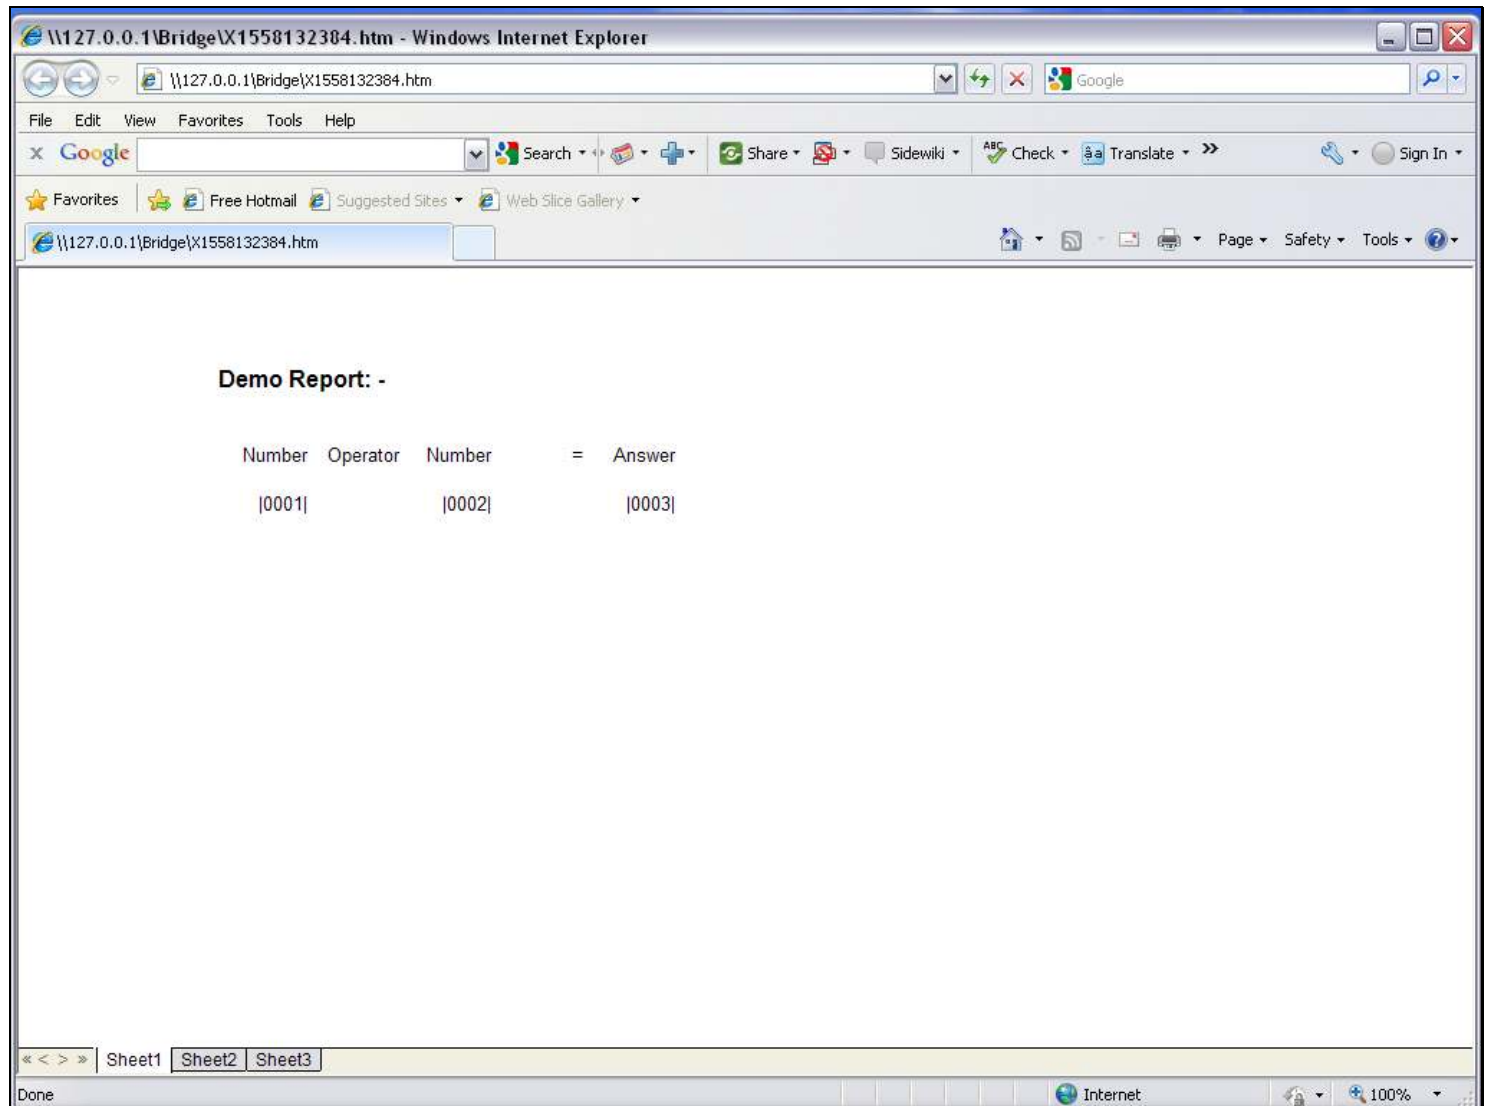 \\127.0.0.1\Bridge\X1558132384.htm - Windows Internet Explorer
\\127.0.0.1\Bridge\X1558132384.htm Google
File Edit View Favorites Tools Help
x Google Search Share Sidewiki ABC Check âa Translate » Sign In
Favorites Free Hotmail Suggested Sites Web Slice Gallery
\\127.0.0.1\Bridge\X1558132384.htm Page Safety Tools
Demo Report: -
Number Operator Number = Answer
|0001| |0002| |0003|
« < > » Sheet1 Sheet2 Sheet3
Done Internet 100%